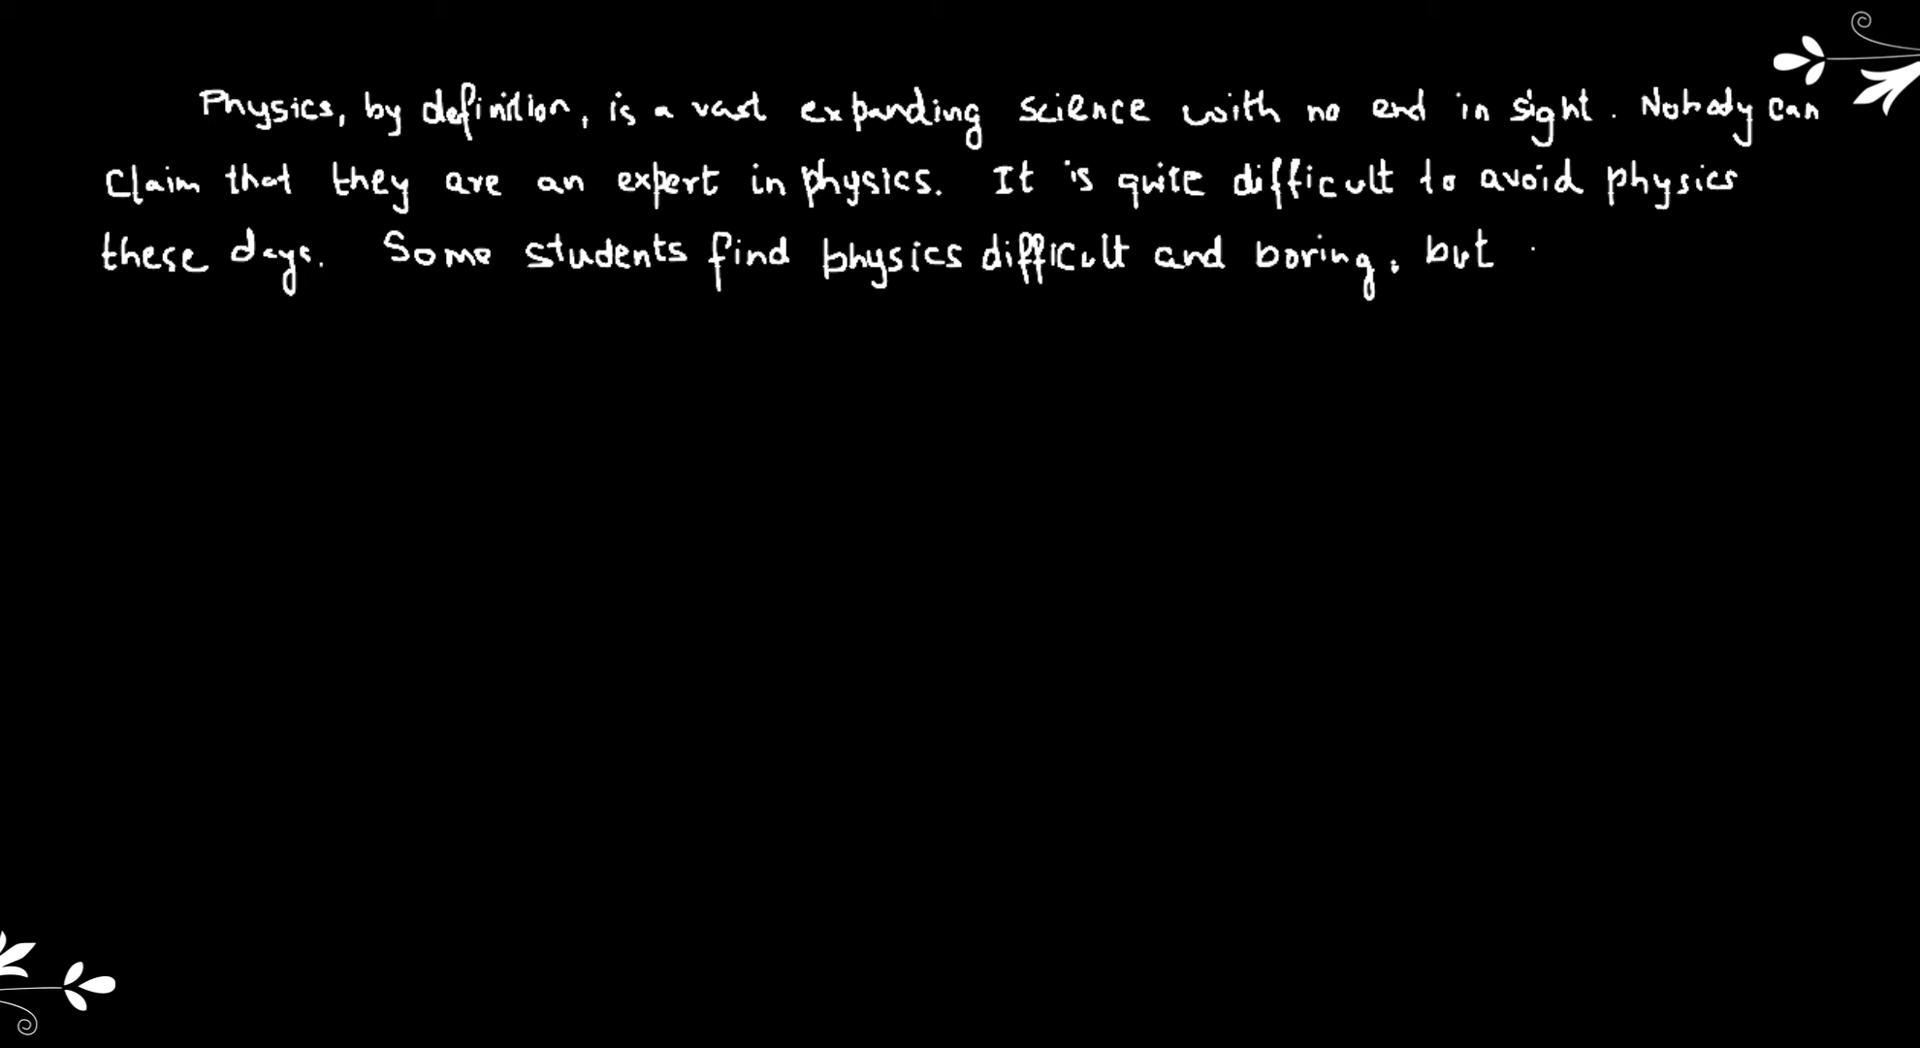 Physics, by definition, is a vast expanding science with no end in sight. Nobody can
claim that they are an expert in physics. It is quite difficult to avoid physics
these days. Some students find physics difficult and boring, but